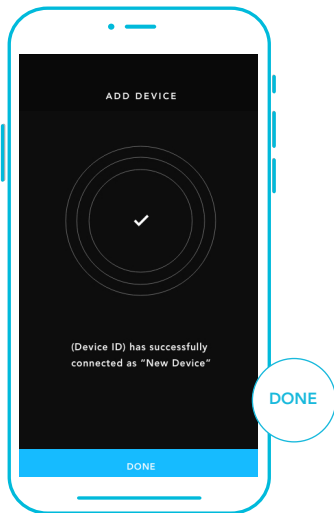 ADD DEVICE
(Device ID) has successfully
connected as “New Device”
DONE
DONE